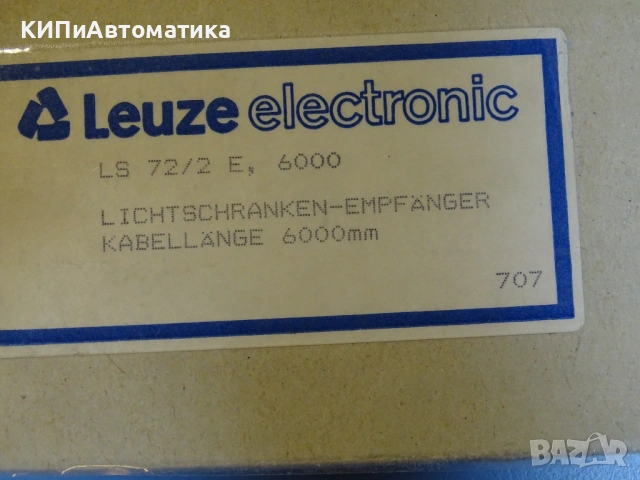 КИПиАвтоматика
Leuze electronic
LS 72/2 E, 6000
LICHTSCHRANKEN-EMPFÄNGER
KABELLÄNGE 6000mm
707
BAZAR